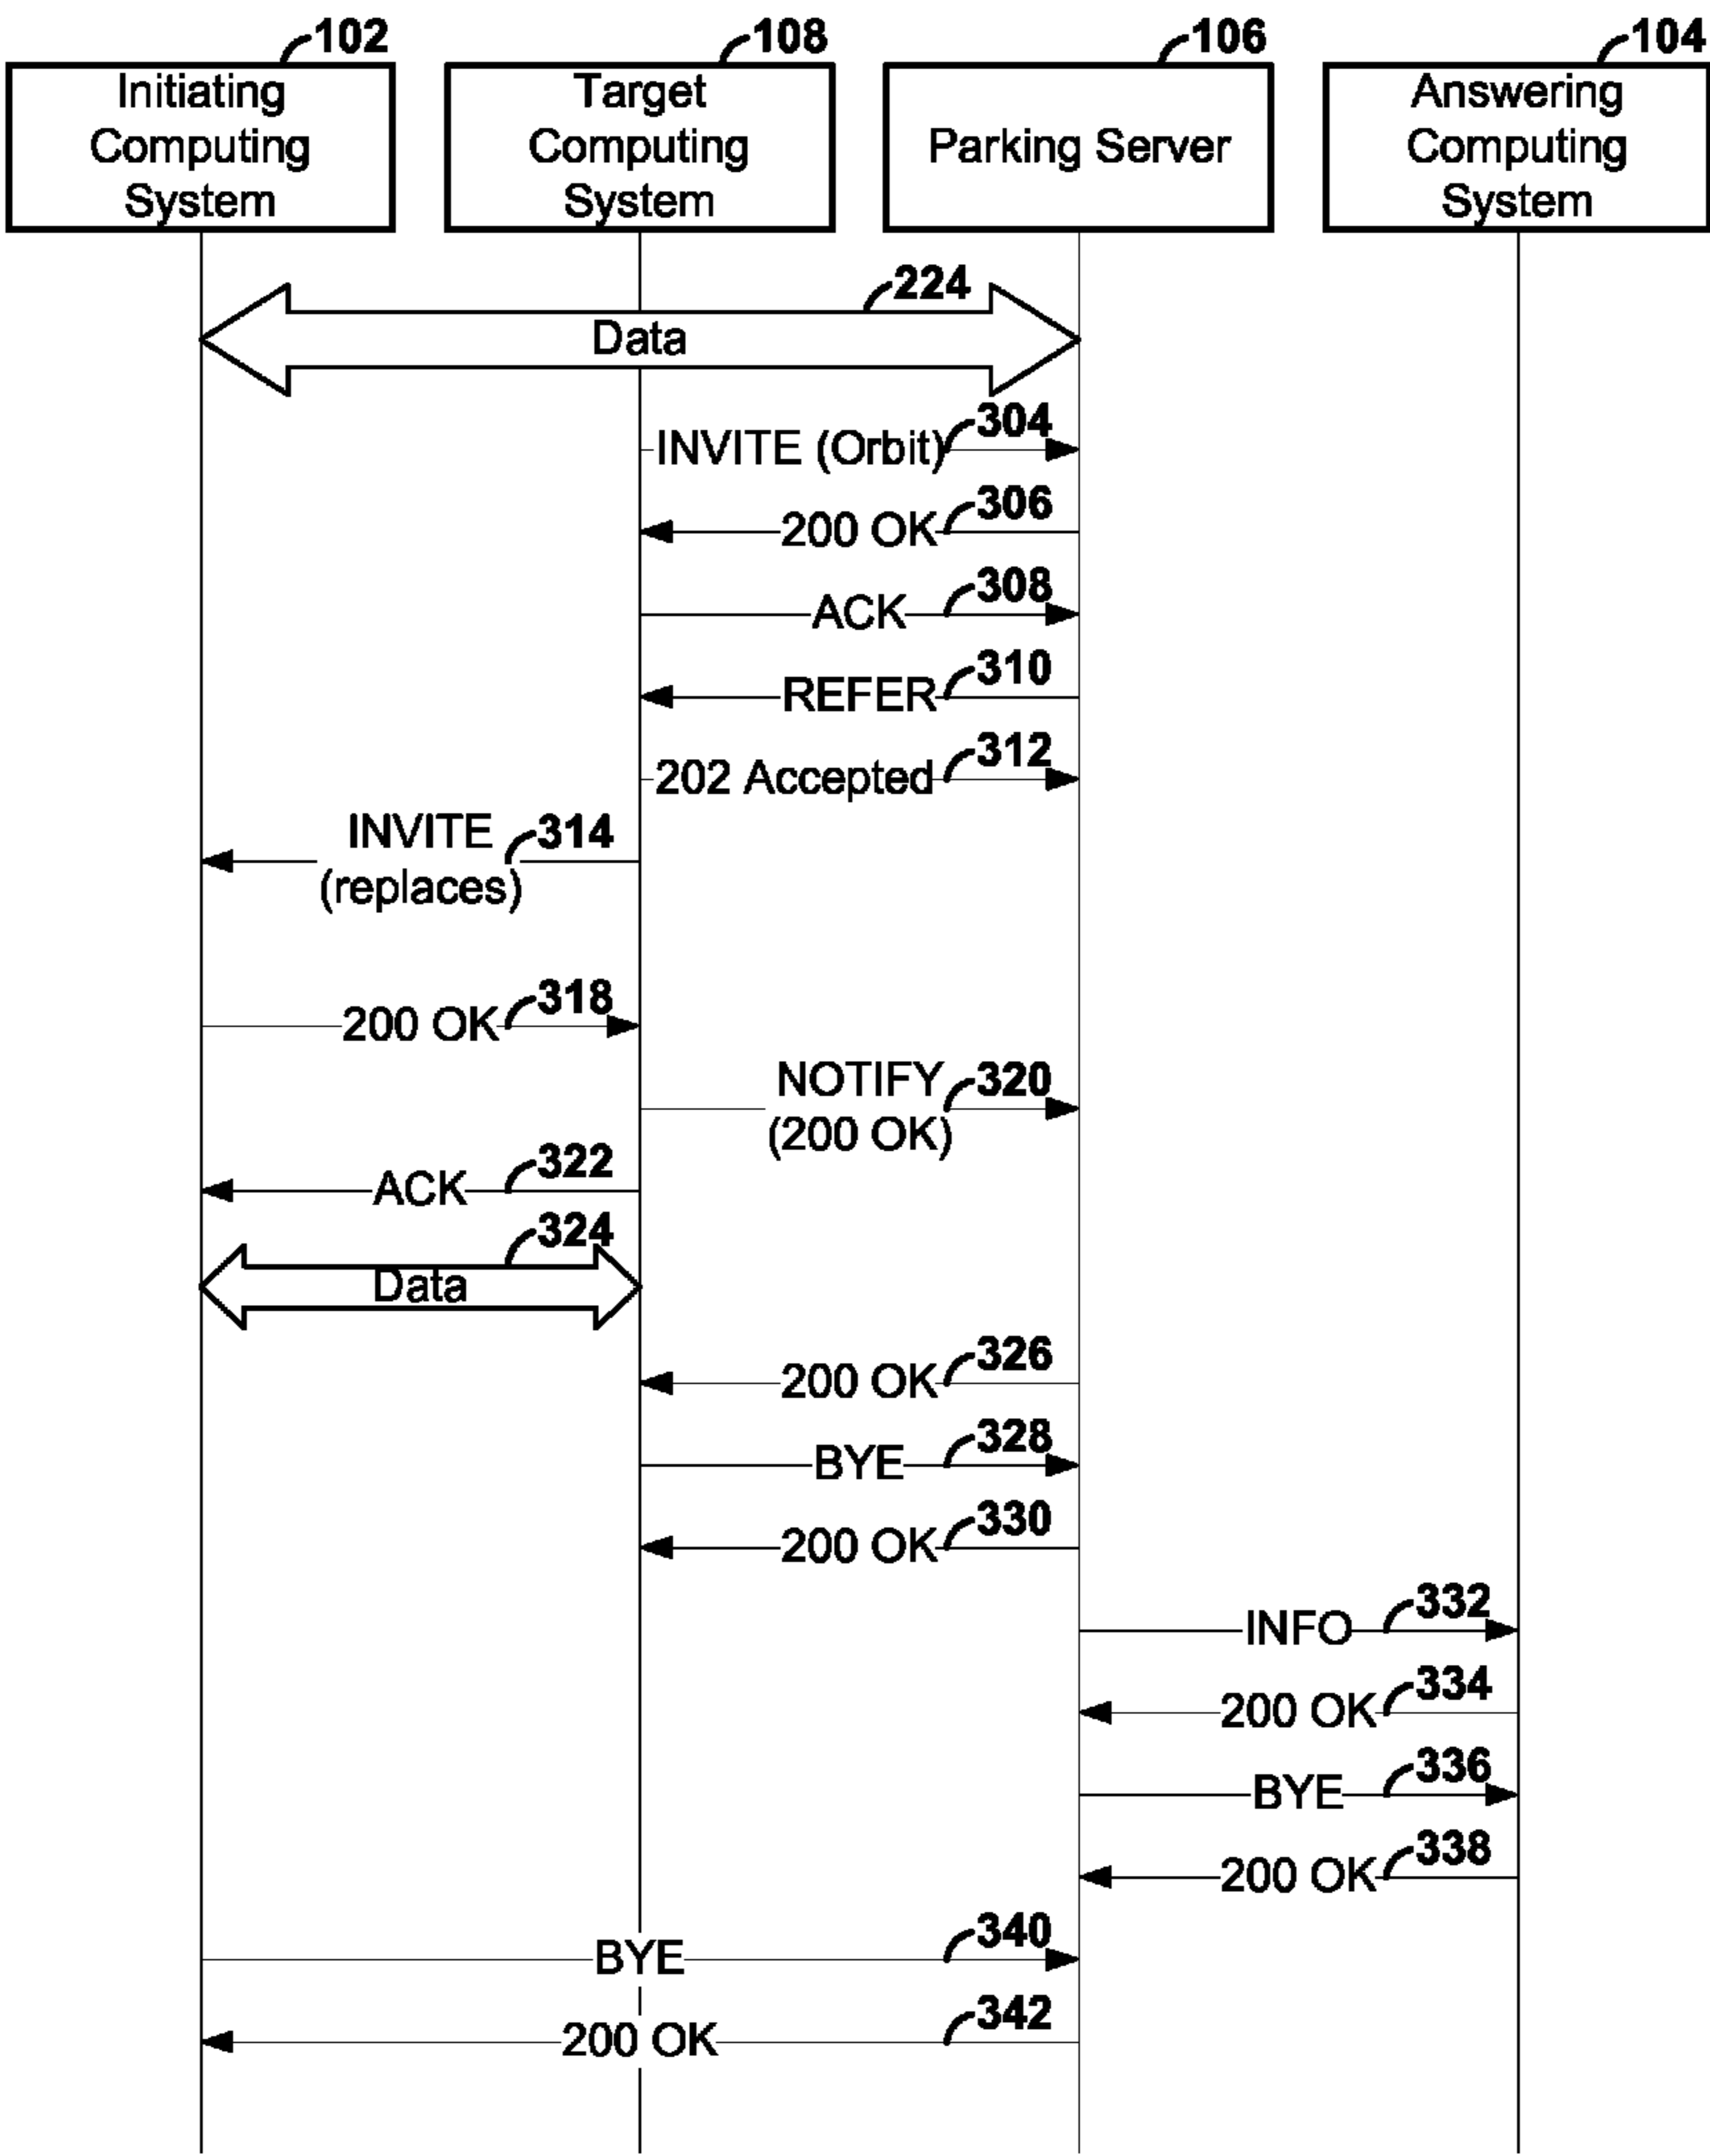 102
108
106
104
Initiating
Computing
System
Target
Computing
System
Parking Server
Answering
Computing
System
224
Data
304
INVITE (Orbit)
306
200 OK
308
ACK
310
REFER
312
202 Accepted
INVITE
314
(replaces)
318
200 OK
NOTIFY
320
(200 OK)
322
ACK
324
Data
326
200 OK
328
BYE
330
200 OK
332
INFO
334
200 OK
336
BYE
338
200 OK
340
BYE
342
200 OK